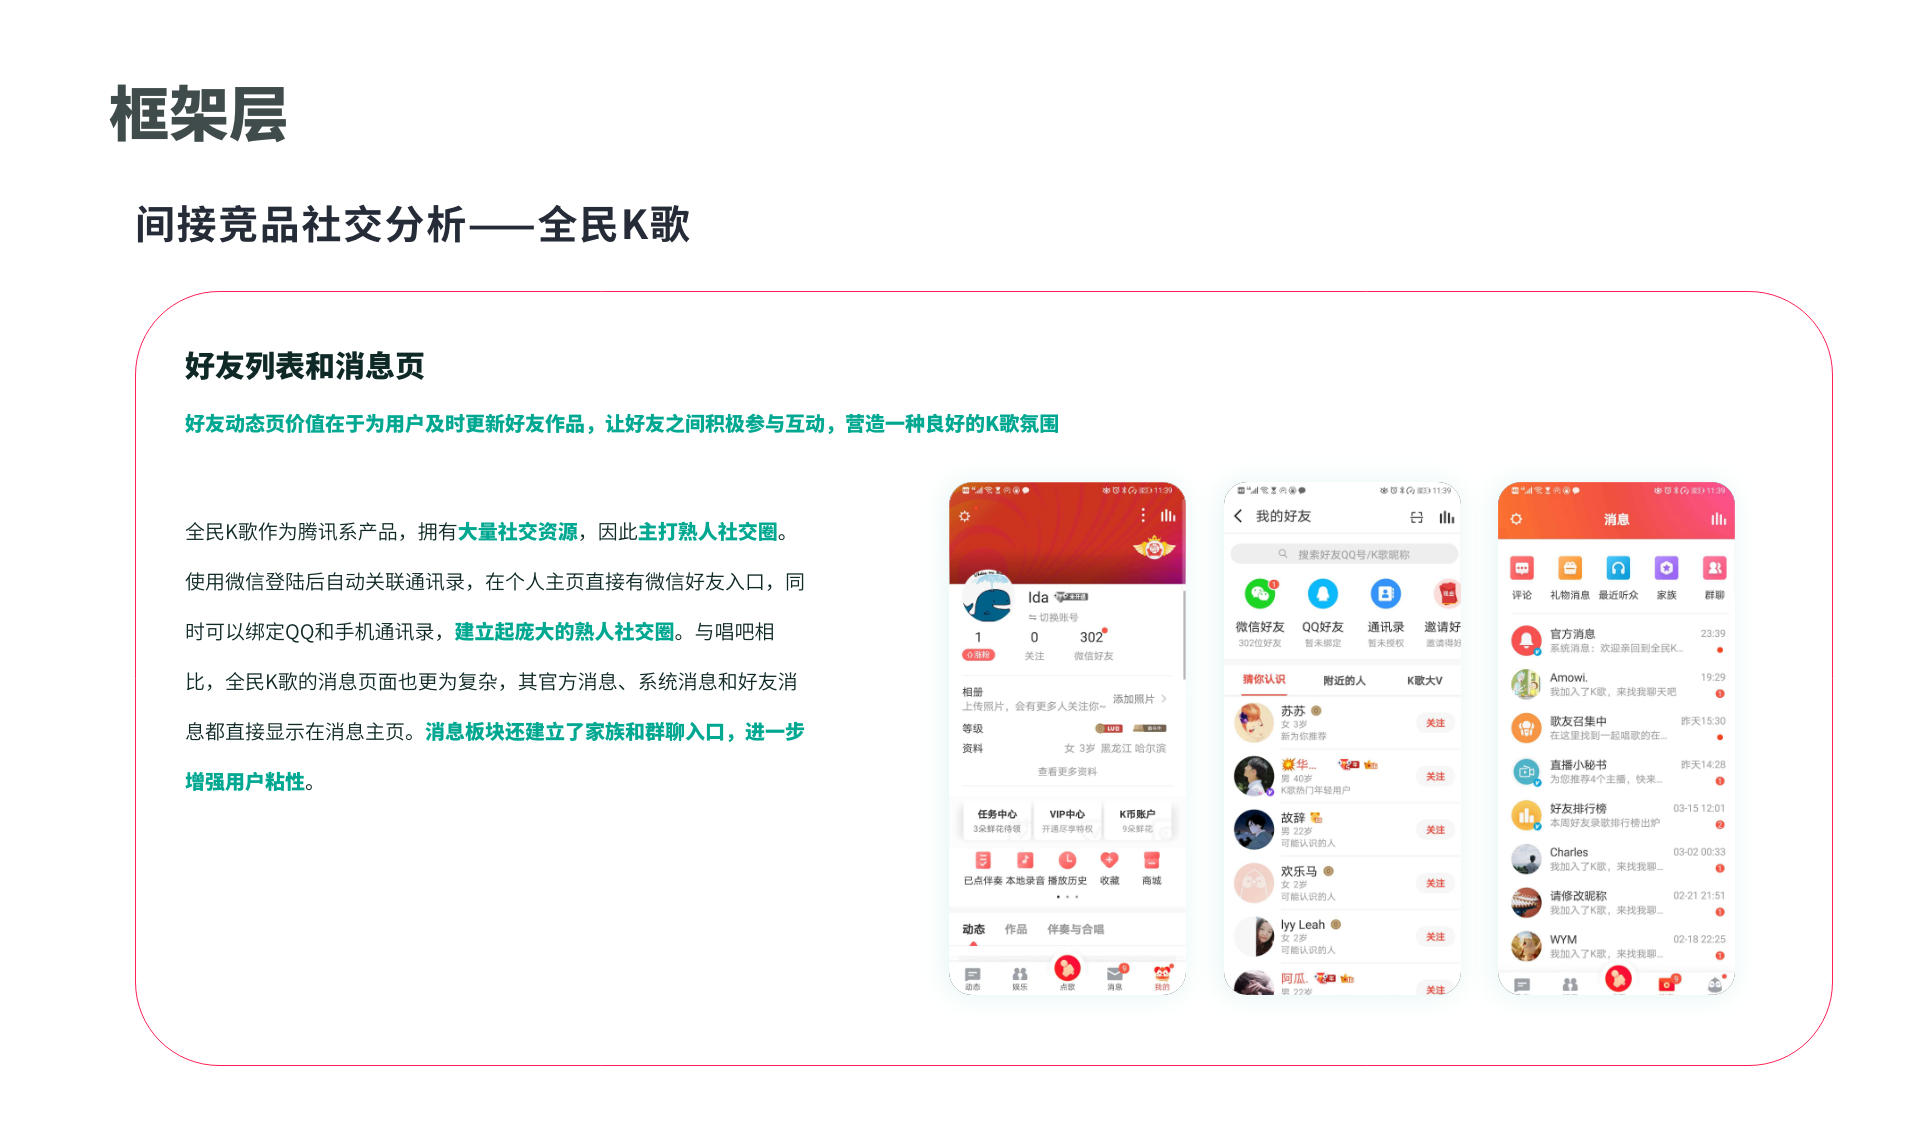 框架层
间接竞品社交分析——全民K歌
好友列表和消息页
好友动态页价值在于为用户及时更新好友作品，让好友之间积极参与互动，营造一种良好的K歌氛围
全民K歌作为腾讯系产品，拥有大量社交资源，因此主打熟人社交圈。
使用微信登陆后自动关联通讯录，在个人主页直接有微信好友入口，同
时可以绑定QQ和手机通讯录，建立起庞大的熟人社交圈。与唱吧相
比，全民K歌的消息页面也更为复杂，其官方消息、系统消息和好友消
息都直接显示在消息主页。消息板块还建立了家族和群聊入口，进一步
增强用户粘性。
11:39
Ida
切换账号
1 0 302
涨粉 关注 微信好友
相册
上传照片，会有更多人关注你~ 添加照片
等级
资料 女 3岁 黑龙江 哈尔滨
查看更多资料
任务中心 VIP中心 K币账户
3朵鲜花待领 开通尽享特权 9朵鲜花
已点伴奏 本地录音 播放历史 收藏 商城
动态 作品 伴奏与合唱
9
动态 娱乐 点歌 消息 我的
11:39
我的好友
搜索好友QQ号/K歌昵称
1
微信好友 QQ好友 通讯录 邀请好
302位好友 暂未绑定 暂未授权 邀请得好
猜你认识 附近的人 K歌大V
苏苏
女 3岁
新为你推荐
关注
华...
男 40岁
K歌热门年轻用户
关注
故辞
男 22岁
可能认识的人
关注
欢乐马
女 2岁
可能认识的人
关注
lyy Leah
女 2岁
可能认识的人
关注
阿瓜.
男 22岁
关注
11:39
消息
评论 礼物消息 最近听众 家族 群聊
官方消息 23:39
系统消息：欢迎亲回到全民K...
Amowi. 19:29
我加入了K歌，来找我聊天吧 1
歌友召集中 昨天15:30
在这里找到一起唱歌的在...
直播小秘书 昨天14:28
为您推荐4个主播，快来... 1
好友排行榜 03-15 12:01
本周好友录歌排行榜出炉 2
Charles 03-02 00:33
我加入了K歌，来找我聊... 1
请修改昵称 02-21 21:51
我加入了K歌，来找我聊... 1
WYM 02-18 22:25
我加入了K歌，来找我聊... 1
9